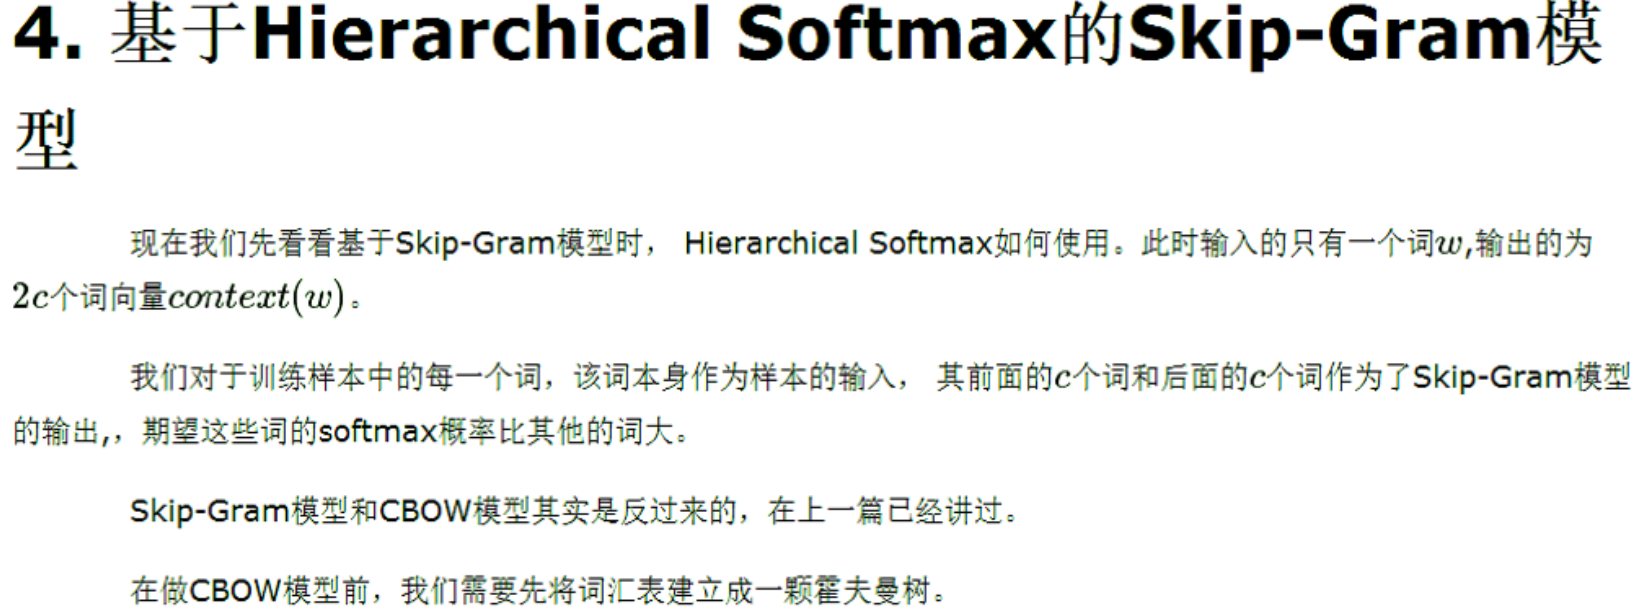 4. 基于Hierarchical Softmax的Skip-Gram模
型
现在我们先看看基于Skip-Gram模型时， Hierarchical Softmax如何使用。此时输入的只有一个词w,输出的为
2c个词向量context(w)。
我们对于训练样本中的每一个词，该词本身作为样本的输入， 其前面的c个词和后面的c个词作为了Skip-Gram模型
的输出,，期望这些词的softmax概率比其他的词大。
Skip-Gram模型和CBOW模型其实是反过来的，在上一篇已经讲过。
在做CBOW模型前，我们需要先将词汇表建立成一颗霍夫曼树。